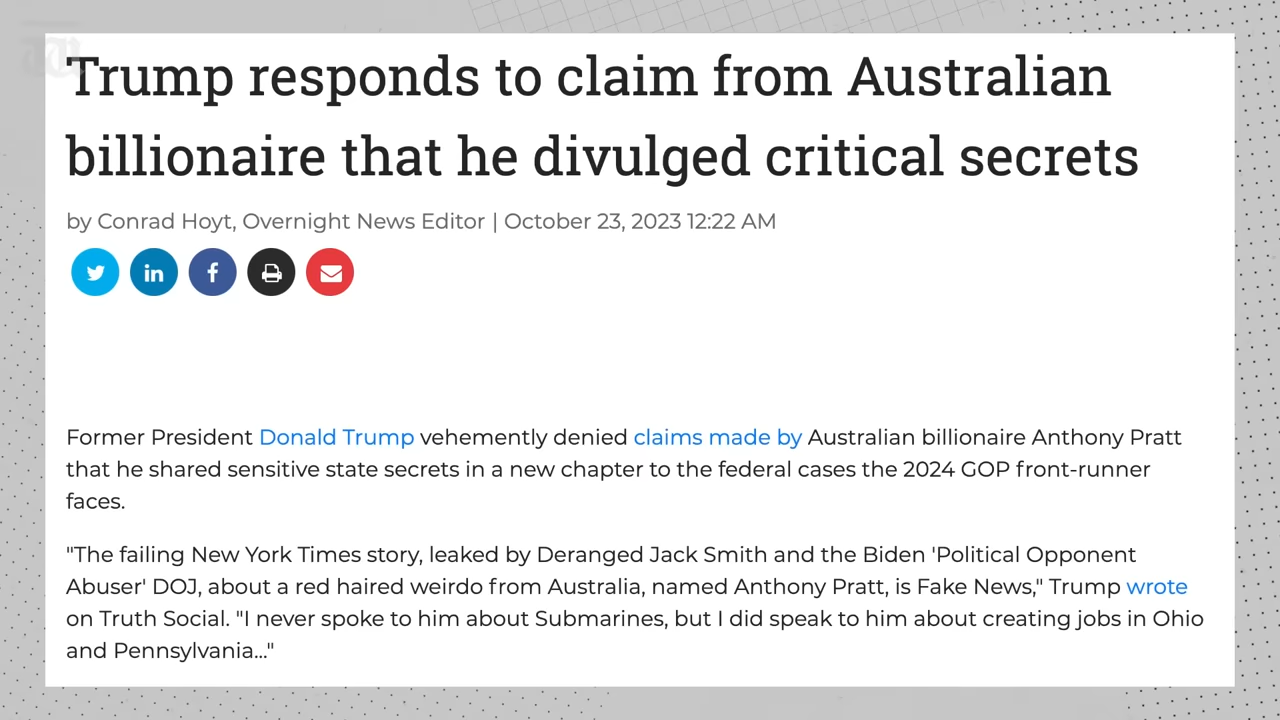 Trump responds to claim from Australian
billionaire that he divulged critical secrets
by Conrad Hoyt, Overnight News Editor | October 23, 2023 12:22 AM
Former President Donald Trump vehemently denied claims made by Australian billionaire Anthony Pratt
that he shared sensitive state secrets in a new chapter to the federal cases the 2024 GOP front-runner
faces.
"The failing New York Times story, leaked by Deranged Jack Smith and the Biden 'Political Opponent
Abuser' DOJ, about a red haired weirdo from Australia, named Anthony Pratt, is Fake News," Trump wrote
on Truth Social. "I never spoke to him about Submarines, but I did speak to him about creating jobs in Ohio
and Pennsylvania..."